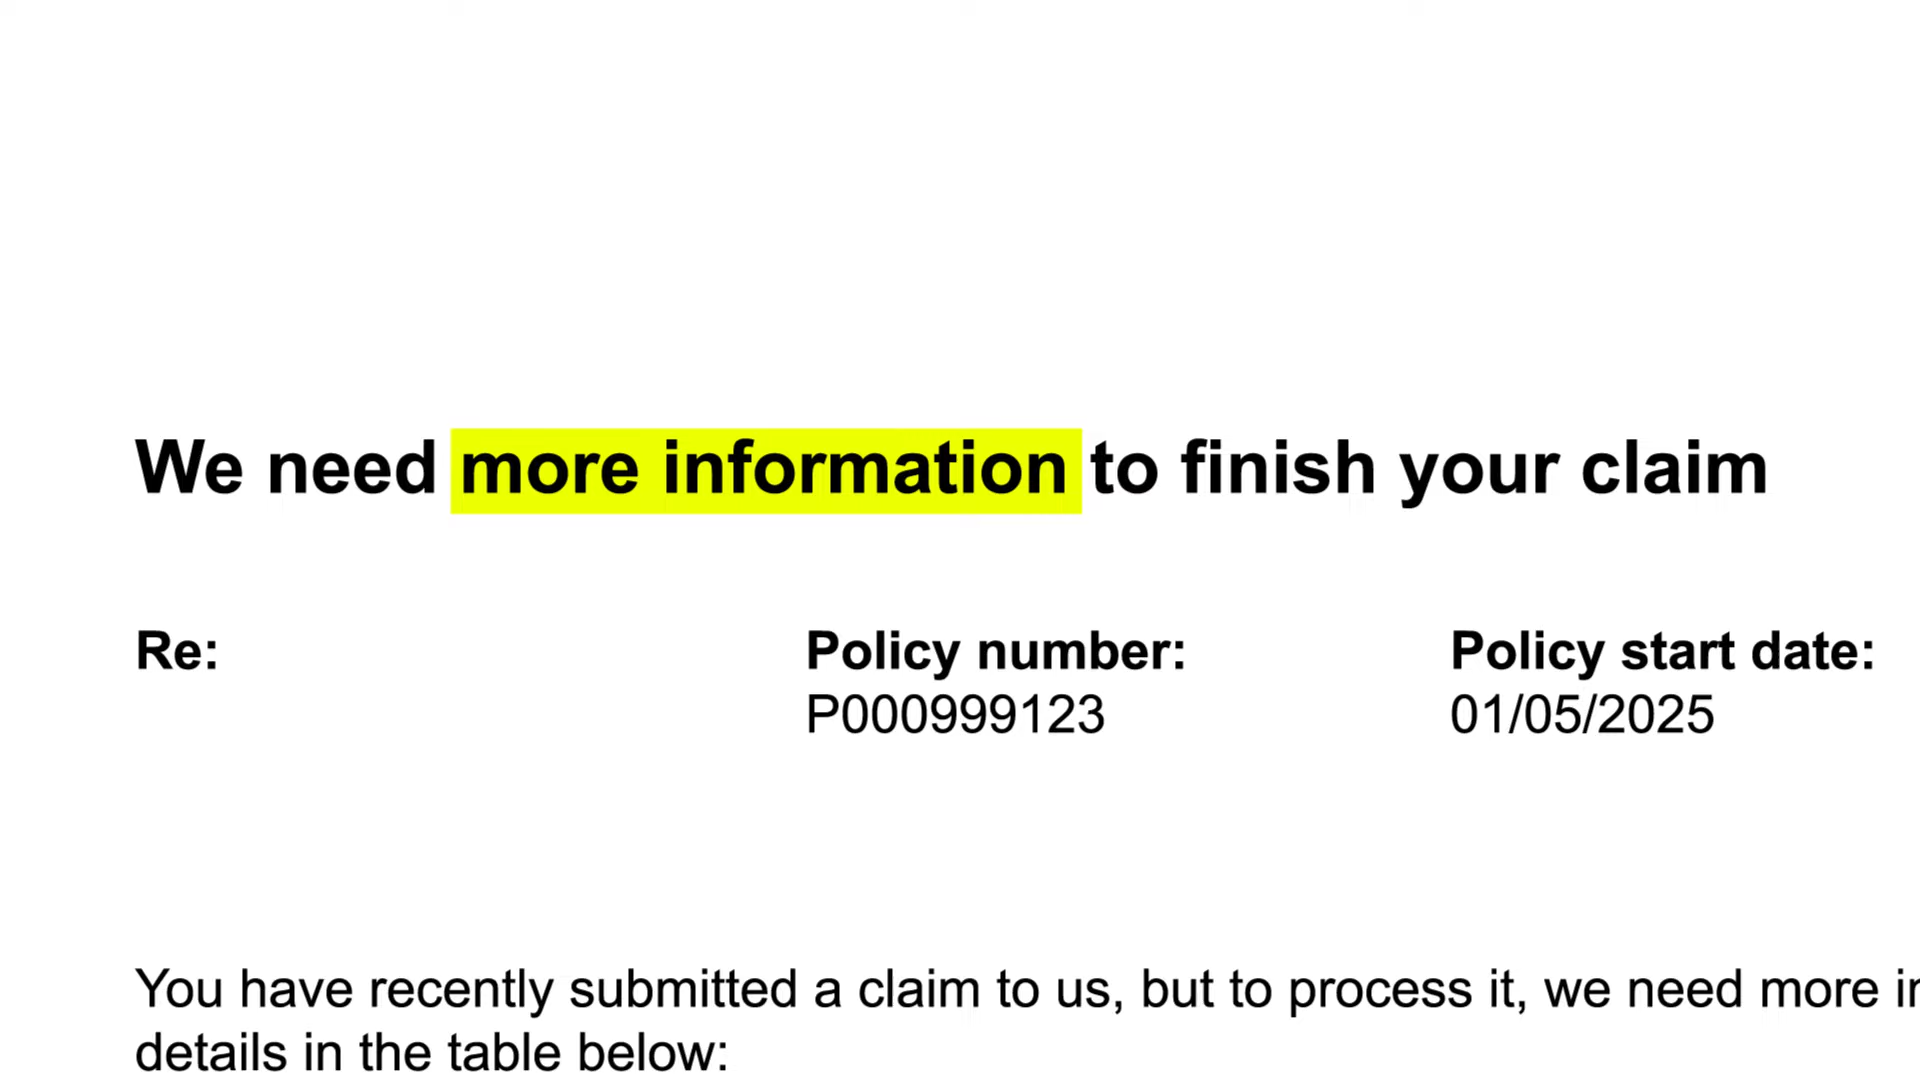 We need more information to finish your claim
Re:
Policy number:
Policy start date:
P000999123
01/05/2025
You have recently submitted a claim to us, but to process it, we need more
details in the table below: